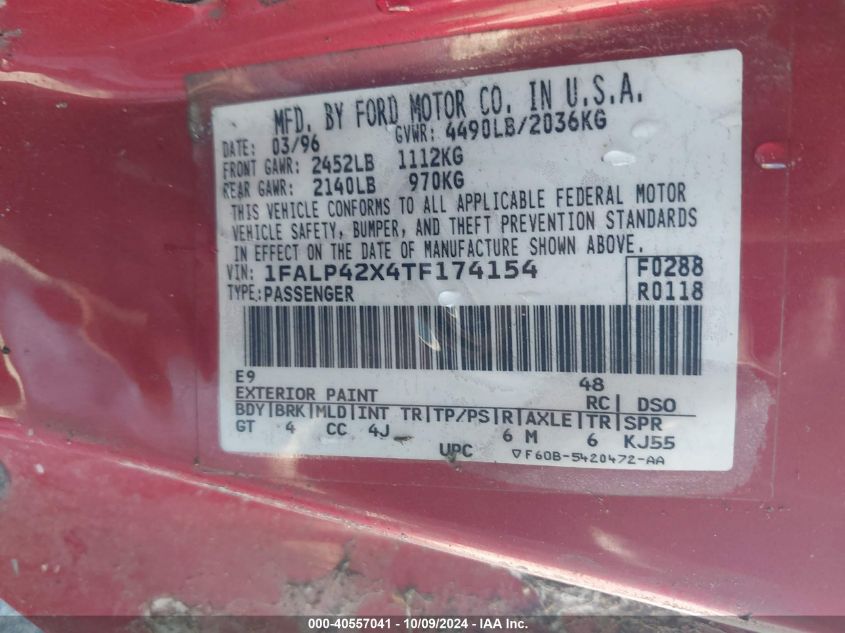 MFD. BY FORD MOTOR CO. IN U.S.A.
DATE: 03/96 GVWR: 4490LB/2036KG
FRONT GAWR: 2452LB 1112KG
REAR GAWR: 2140LB 970KG
THIS VEHICLE CONFORMS TO ALL APPLICABLE FEDERAL MOTOR
VEHICLE SAFETY, BUMPER, AND THEFT PREVENTION STANDARDS
IN EFFECT ON THE DATE OF MANUFACTURE SHOWN ABOVE.
VIN: 1FALP42X4TF174154 F0288
TYPE: PASSENGER R0118
E9 48
EXTERIOR PAINT RC DSO
BDY BRK MLD INT TR TP/PS R AXLE TR SPR
GT 4 CC 4J 6 M 6 KJ55
UPC ▽F60B-5420472-AA
000-40557041 - 10/09/2024 - IAAI.COM